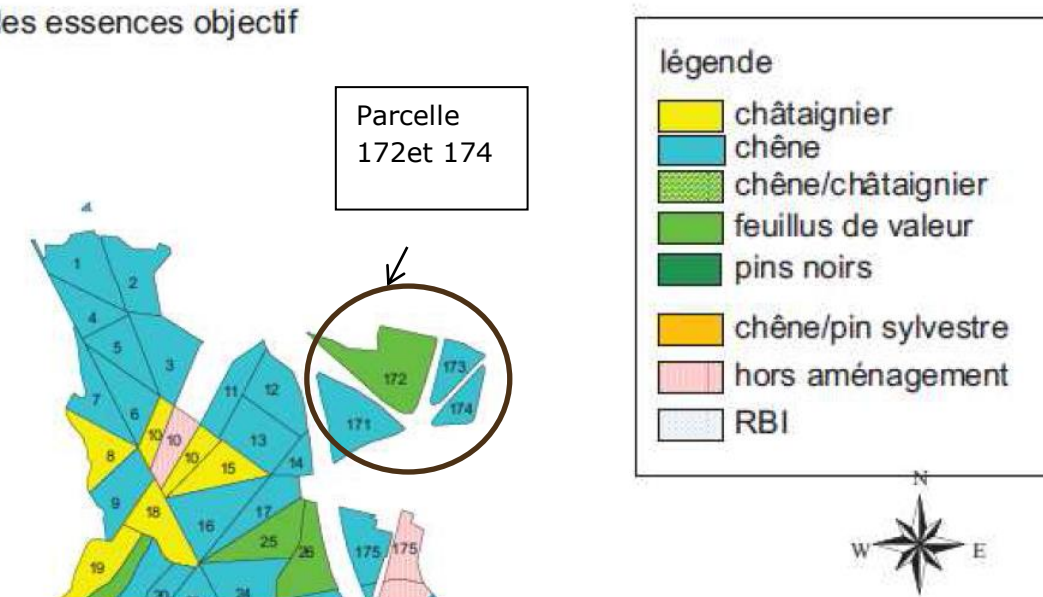 les essences objectif
Parcelle
172et 174
légende
châtaignier
chêne
chêne/châtaignier
feuillus de valeur
pins noirs
chêne/pin sylvestre
hors aménagement
RBI
N
W E
1
2
4
5
3
7
6
11
12
172
173
174
171
10
10
10
13
8
15
14
9
18
16
17
25
26
175
175
19
20
24